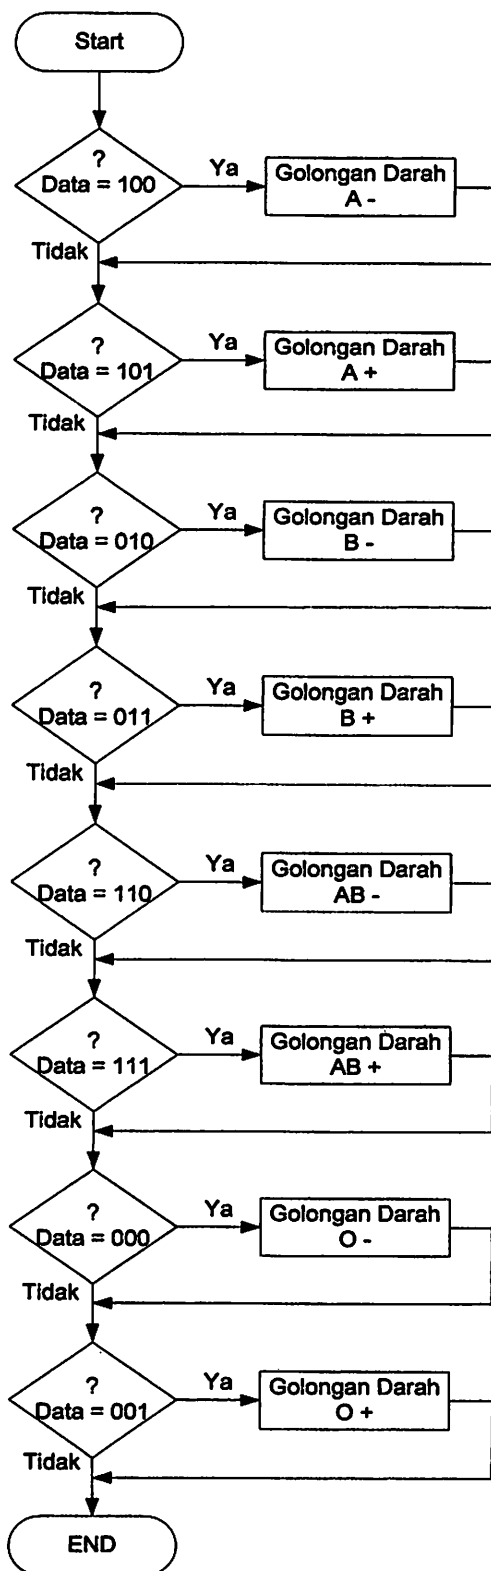 Start
?
Data = 100
Ya
Golongan Darah
A -
Tidak
?
Data = 101
Ya
Golongan Darah
A +
Tidak
?
Data = 010
Ya
Golongan Darah
B -
Tidak
?
Data = 011
Ya
Golongan Darah
B +
Tidak
?
Data = 110
Ya
Golongan Darah
AB -
Tidak
?
Data = 111
Ya
Golongan Darah
AB +
Tidak
?
Data = 000
Ya
Golongan Darah
O -
Tidak
?
Data = 001
Ya
Golongan Darah
O +
Tidak
END